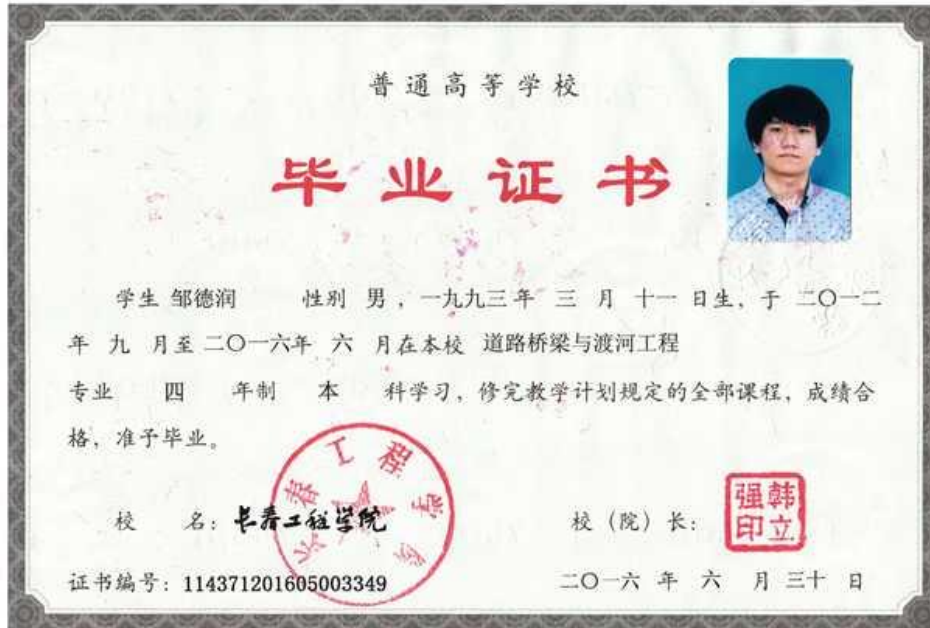 普通高等学校
毕业证书
学生 邹德润 性别 男，一九九三年 三 月 十一 日生，于 二〇一二
年 九 月至 二〇一六年 六 月在本校 道路桥梁与渡河工程
专业 四 年制 本 科学习，修完教学计划规定的全部课程，成绩合
格，准予毕业。
长春工程学院
校 名：长春工程学院 校（院）长：
强韩
印立
证书编号：114371201605003349 二〇一六 年 六 月 三十 日